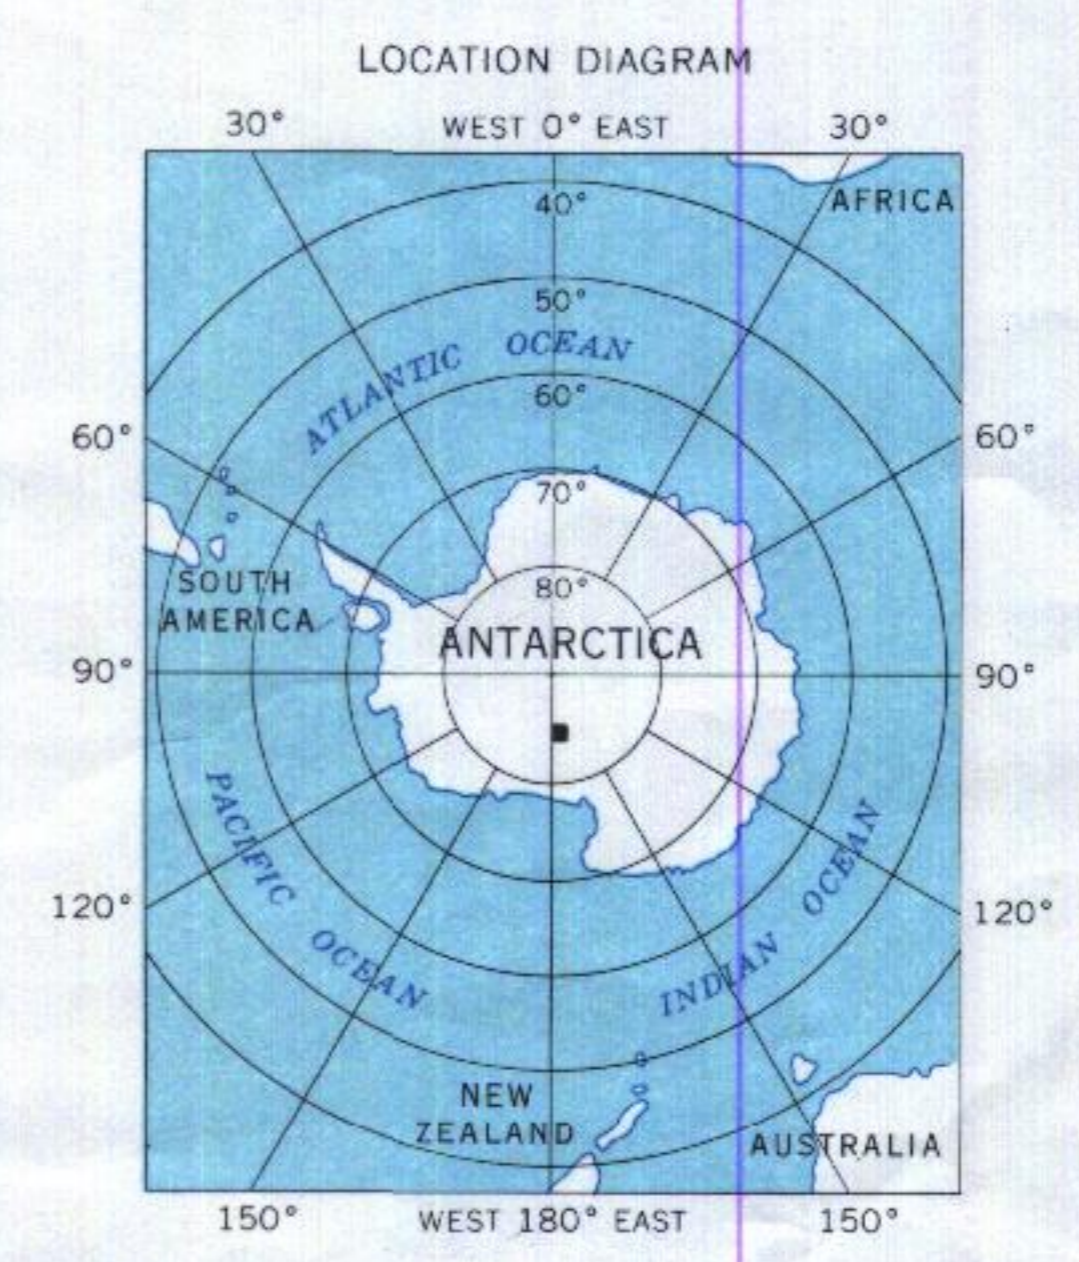 LOCATION DIAGRAM
30° WEST 0° EAST 30°
AFRICA
40°
50°
ATLANTIC OCEAN
60°
60° 60°
70°
SOUTH
AMERICA
80°
ANTARCTICA
90° 90°
PACIFIC OCEAN
INDIAN OCEAN
120° 120°
NEW
ZEALAND
AUSTRALIA
150° WEST 180° EAST 150°